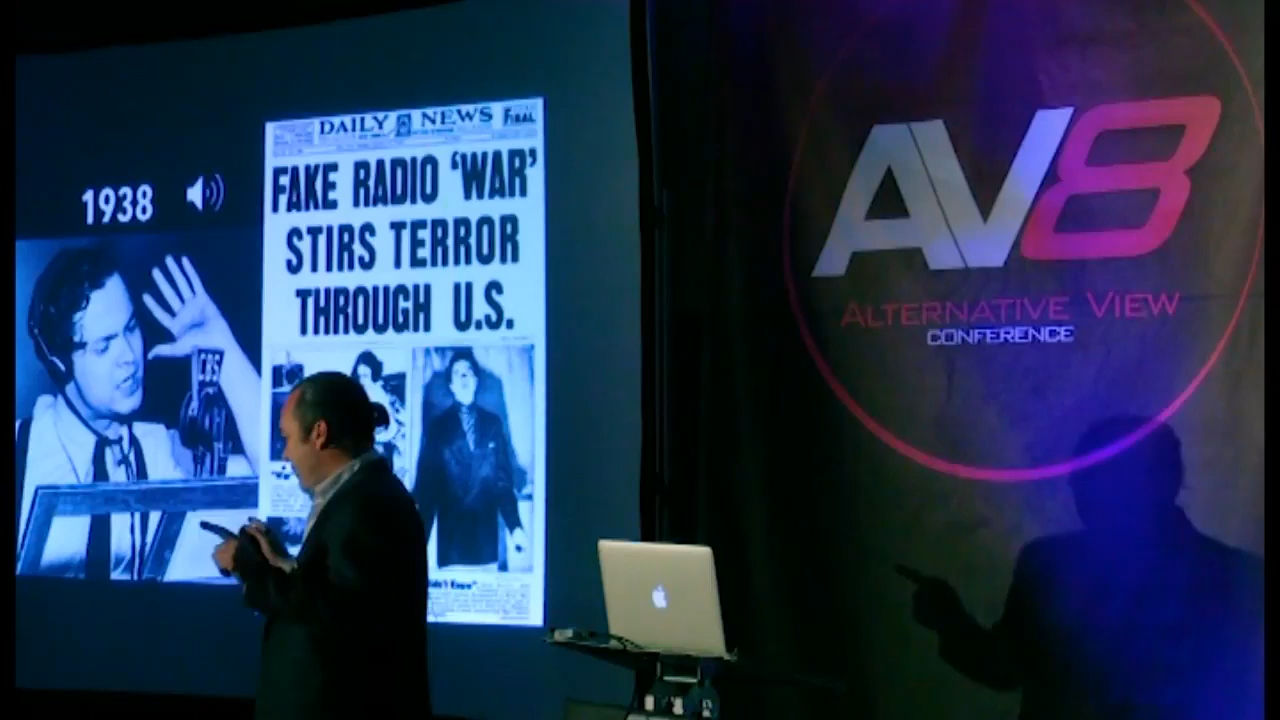 1938
DAILY NEWS
FINAL
FAKE RADIO ‘WAR’
STIRS TERROR
THROUGH U.S.
CBS
AV8
ALTERNATIVE VIEW
CONFERENCE